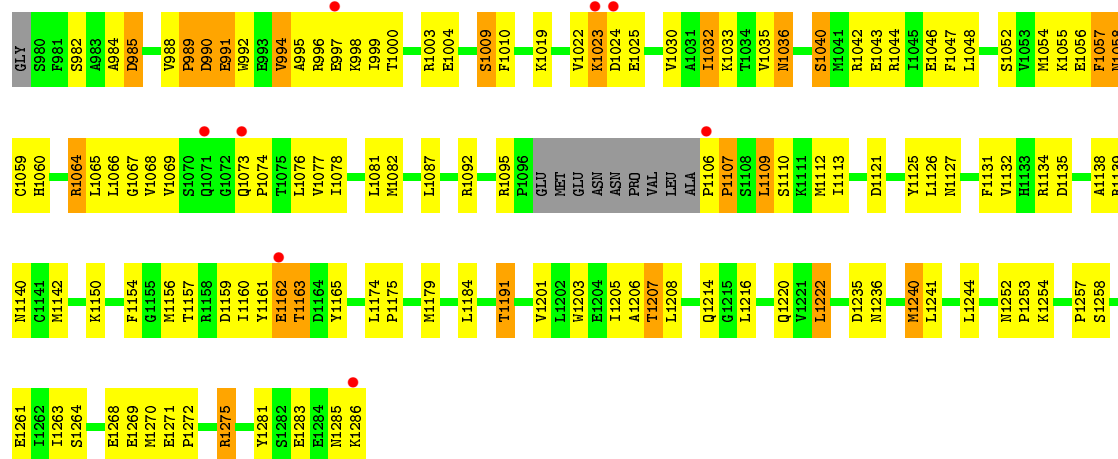 GLY S980 F981 S982 A983 A984 D985 V988 P989 D990 E991 W992 E993 V994 A995 R996 E997 K998 I999 T1000 R1003 E1004 S1009 F1010 K1019 V1022 K1023 D1024 E1025 V1030 A1031 I1032 K1033 T1034 V1035 N1036 S1040 M1041 R1042 E1043 R1044 I1045 E1046 F1047 L1048 S1052 V1053 M1054 K1055 E1056 F1057 N1058
C1059 H1060 R1064 L1065 L1066 G1067 V1068 V1069 S1070 Q1071 G1072 Q1073 P1074 T1075 L1076 V1077 I1078 L1081 M1082 L1087 R1092 R1095 P1096 GLU MET GLU ASN ASN PRO VAL LEU ALA P1106 P1107 S1108 L1109 S1110 K1111 M1112 I1113 D1121 Y1125 L1126 N1127 F1131 V1132 H1133 R1134 D1135 A1138 R1139
N1140 C1141 M1142 K1150 F1154 G1155 M1156 T1157 R1158 D1159 I1160 Y1161 E1162 T1163 D1164 Y1165 L1174 P1175 M1179 L1184 T1191 V1201 L1202 W1203 E1204 I1205 A1206 T1207 L1208 Q1214 G1215 L1216 Q1220 V1221 L1222 D1235 N1236 M1240 L1241 L1244 N1252 P1253 K1254 P1257 S1258
E1261 I1262 I1263 S1264 E1268 E1269 M1270 E1271 P1272 R1275 Y1281 S1282 E1283 E1284 N1285 K1286